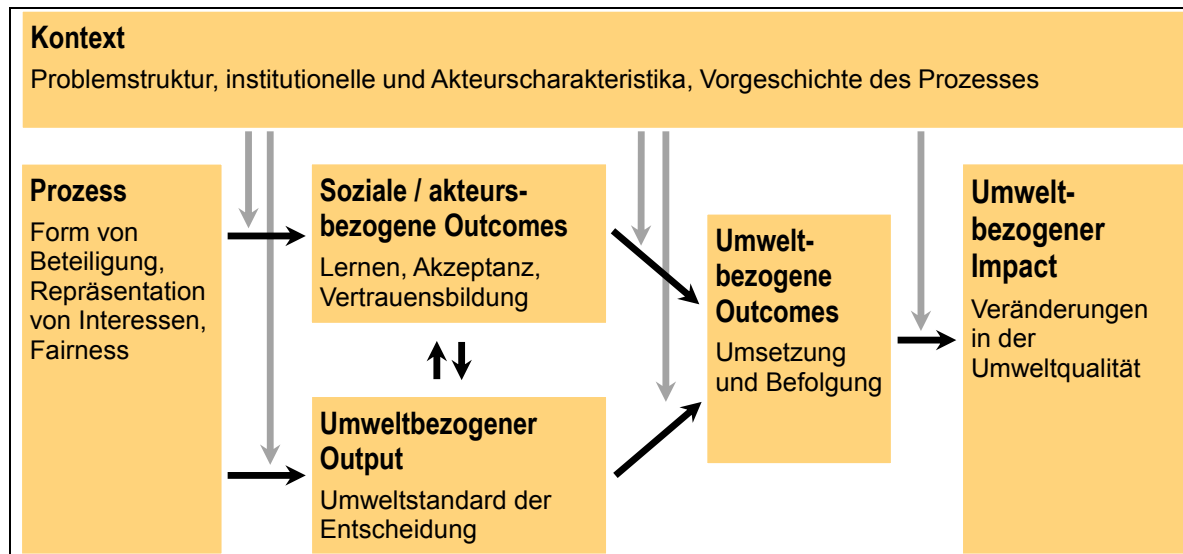 Kontext
Problemstruktur, institutionelle und Akteurscharakteristika, Vorgeschichte des Prozesses
Prozess
Form von
Beteiligung,
Repräsentation
von Interessen,
Fairness
Soziale / akteurs-
bezogene Outcomes
Lernen, Akzeptanz,
Vertrauensbildung
Umweltbezogener
Output
Umweltstandard der
Entscheidung
Umwelt-
bezogene
Outcomes
Umsetzung
und Befolgung
Umwelt-
bezogener
Impact
Veränderungen
in der
Umweltqualität